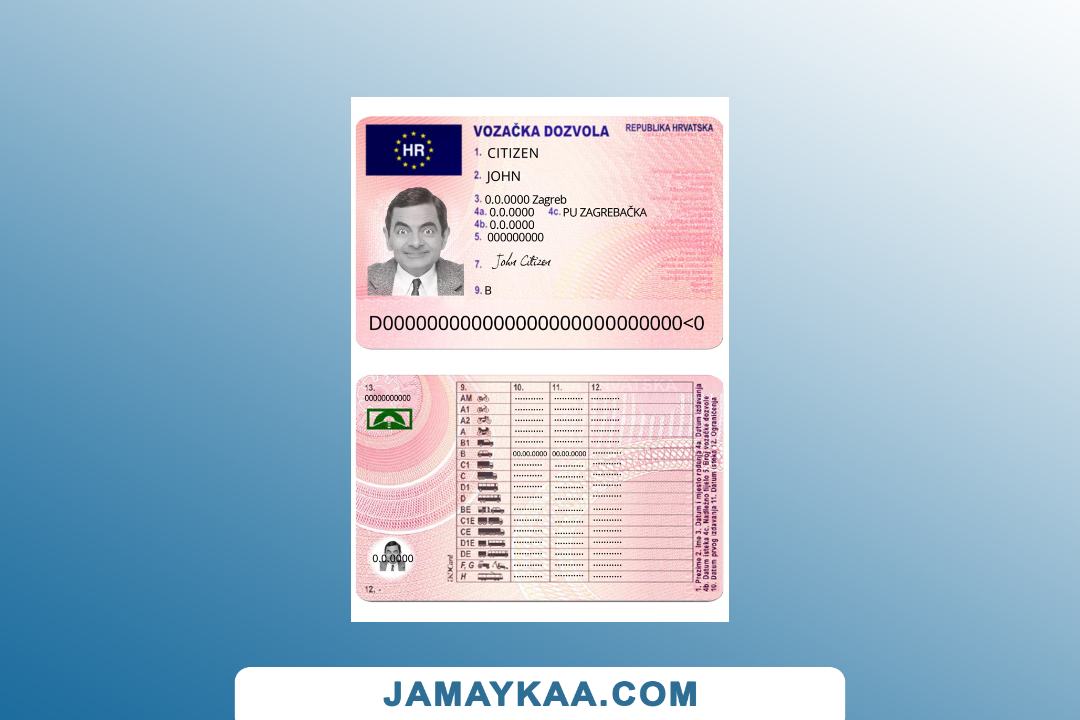 HR
VOZAČKA DOZVOLA
REPUBLIKA HRVATSKA
1. CITIZEN
2. JOHN
3. 0.0.0000 Zagreb
4a. 0.0.0000 4c. PU ZAGREBAČKA
4b. 0.0.0000
5. 000000000
7. John Citizen
9. B
D0000000000000000000000000000<0
13.
00000000000
9. 10. 11. 12.
AM
A1
A2
A
B1
B 00.00.0000 00.00.0000
C1
C
D1
D
BE
C1E
CE
D1E
DE
F, G
H
0.0.0000
12. -
1. Prezime 2. Ime 3. Datum i mjesto rođenja 4a. Datum izdavanja
4b. Datum isteka 4c. Nadležno tijelo 5. Broj vozačke dozvole
10. Datum prvog izdavanja 11. Datum isteka 12. Ograničenja
JAMAYKAA.COM